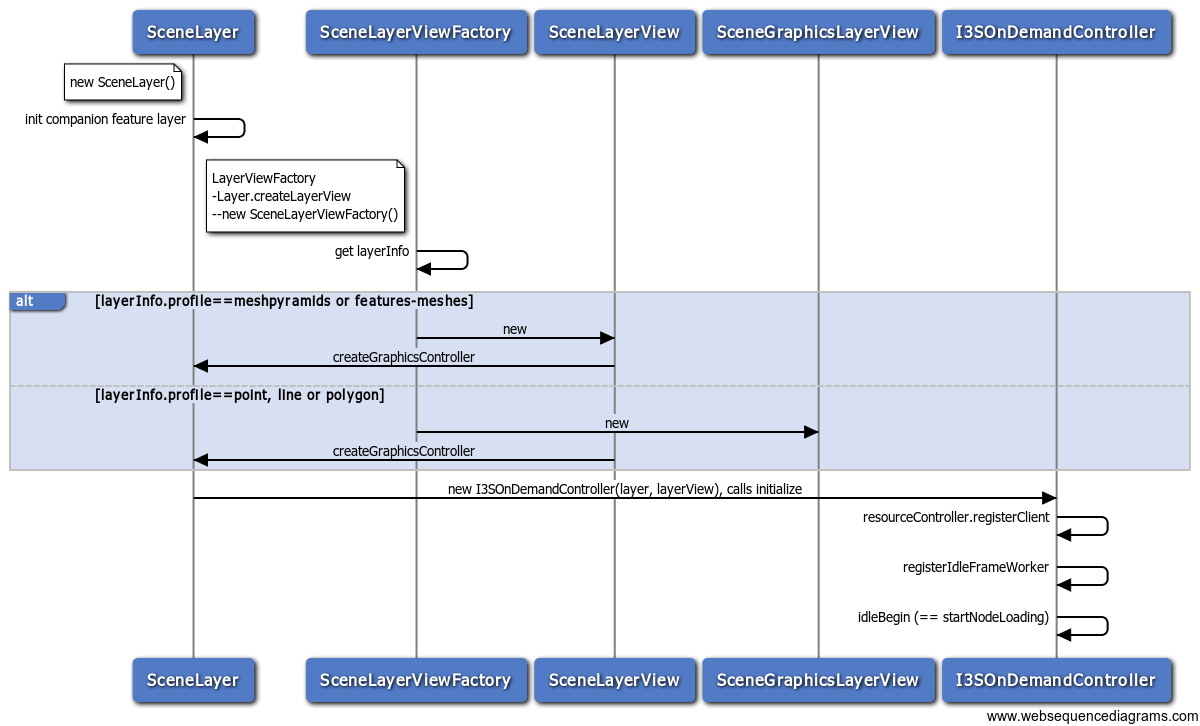 SceneLayer SceneLayerViewFactory SceneLayerView SceneGraphicsLayerView I3SOnDemandController
new SceneLayer()
init companion feature layer
LayerViewFactory
-Layer.createLayerView
--new SceneLayerViewFactory()
get layerInfo
alt [layerInfo.profile==meshpyramids or features-meshes]
new
createGraphicsController
[layerInfo.profile==point, line or polygon]
new
createGraphicsController
new I3SOnDemandController(layer, layerView), calls initialize
resourceController.registerClient
registerIdleFrameWorker
idleBegin (== startNodeLoading)
SceneLayer SceneLayerViewFactory SceneLayerView SceneGraphicsLayerView I3SOnDemandController
www.websequencediagrams.com